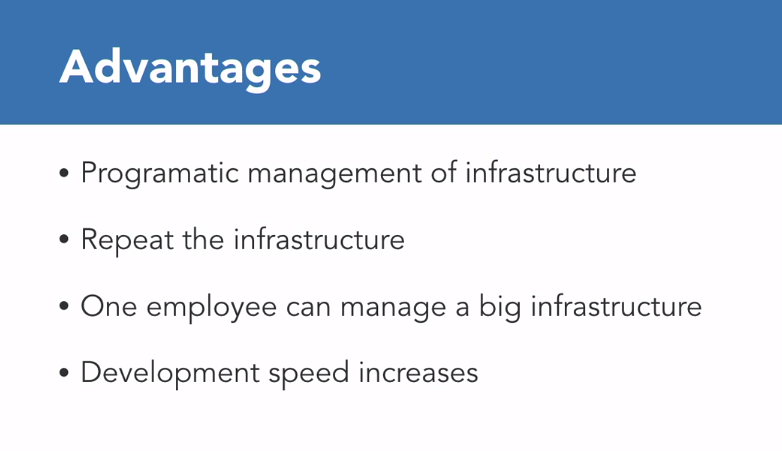 Advantages
• Programatic management of infrastructure
• Repeat the infrastructure
• One employee can manage a big infrastructure
• Development speed increases